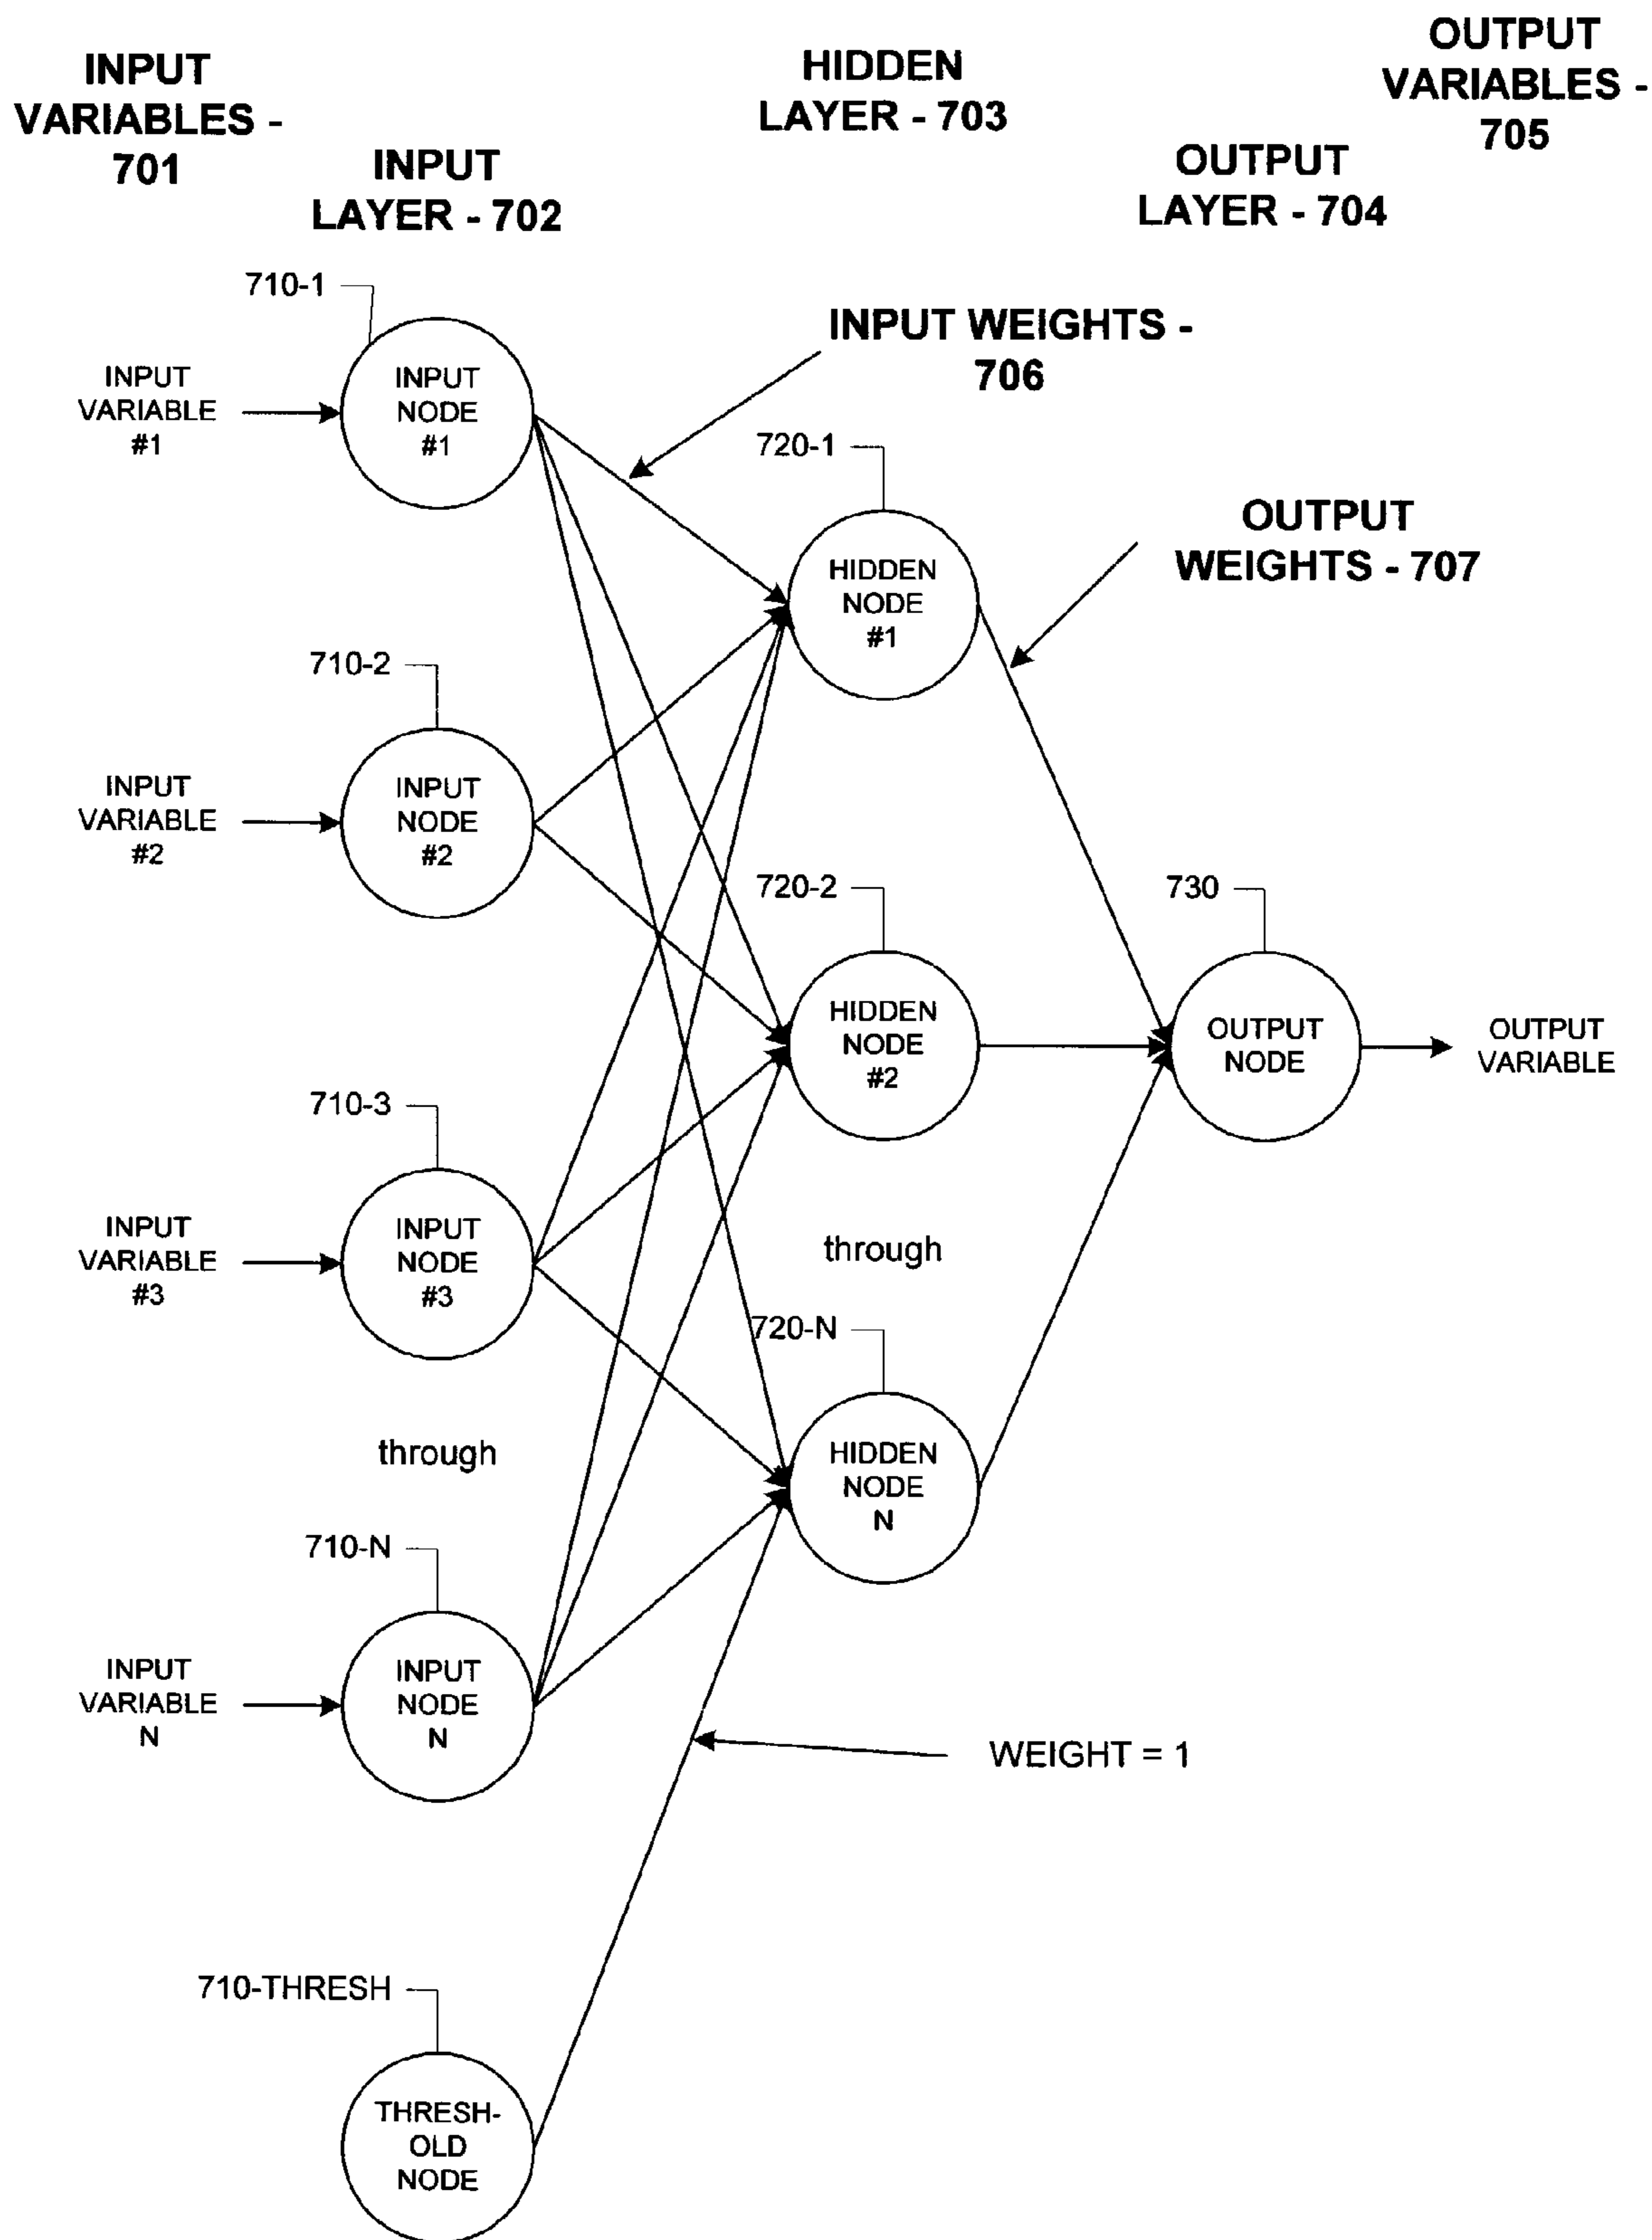 INPUT
VARIABLES -
701
INPUT
LAYER - 702
HIDDEN
LAYER - 703
OUTPUT
LAYER - 704
OUTPUT
VARIABLES -
705
710-1
INPUT
VARIABLE
#1
INPUT
NODE
#1
INPUT WEIGHTS -
706
720-1
HIDDEN
NODE
#1
OUTPUT
WEIGHTS - 707
710-2
INPUT
VARIABLE
#2
INPUT
NODE
#2
720-2
HIDDEN
NODE
#2
730
OUTPUT
NODE
OUTPUT
VARIABLE
710-3
INPUT
VARIABLE
#3
INPUT
NODE
#3
through
720-N
HIDDEN
NODE
N
through
710-N
INPUT
VARIABLE
N
INPUT
NODE
N
WEIGHT = 1
710-THRESH
THRESH-
OLD
NODE